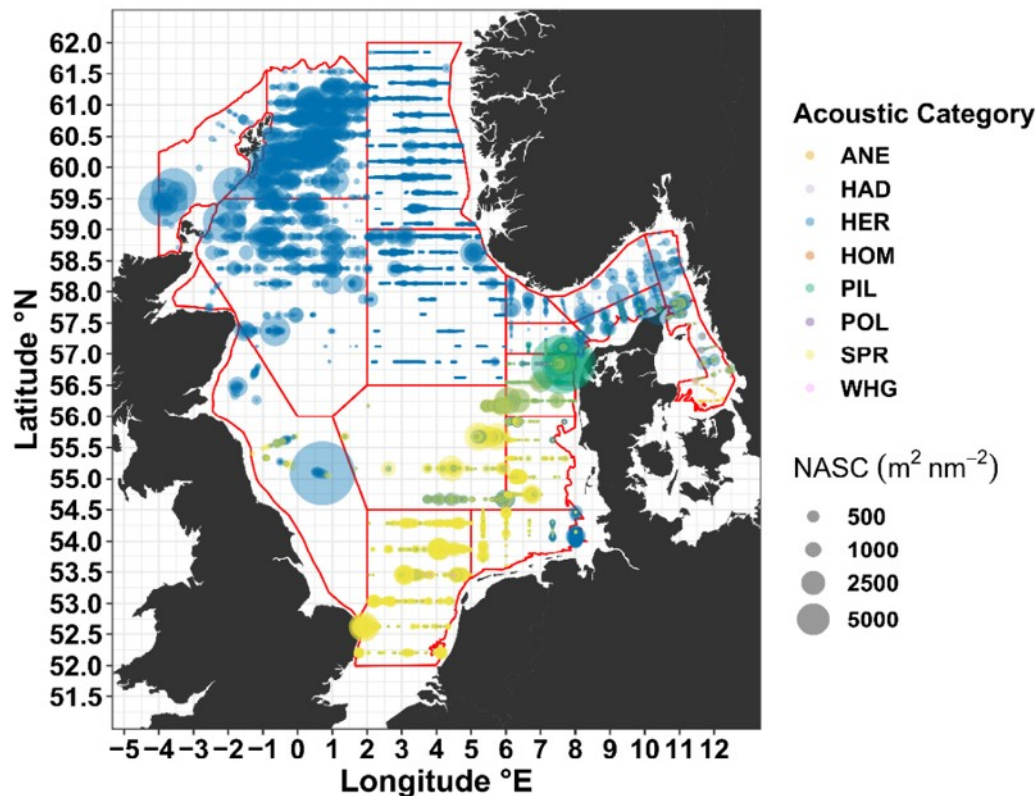 Latitude °N
62.0
61.5
61.0
60.5
60.0
59.5
59.0
58.5
58.0
57.5
57.0
56.5
56.0
55.5
55.0
54.5
54.0
53.5
53.0
52.5
52.0
51.5
−5 −4 −3 −2 −1 0 1 2 3 4 5 6 7 8 9 10 11 12
Longitude °E
Acoustic Category
ANE
HAD
HER
HOM
PIL
POL
SPR
WHG
NASC (m² nm⁻²)
500
1000
2500
5000